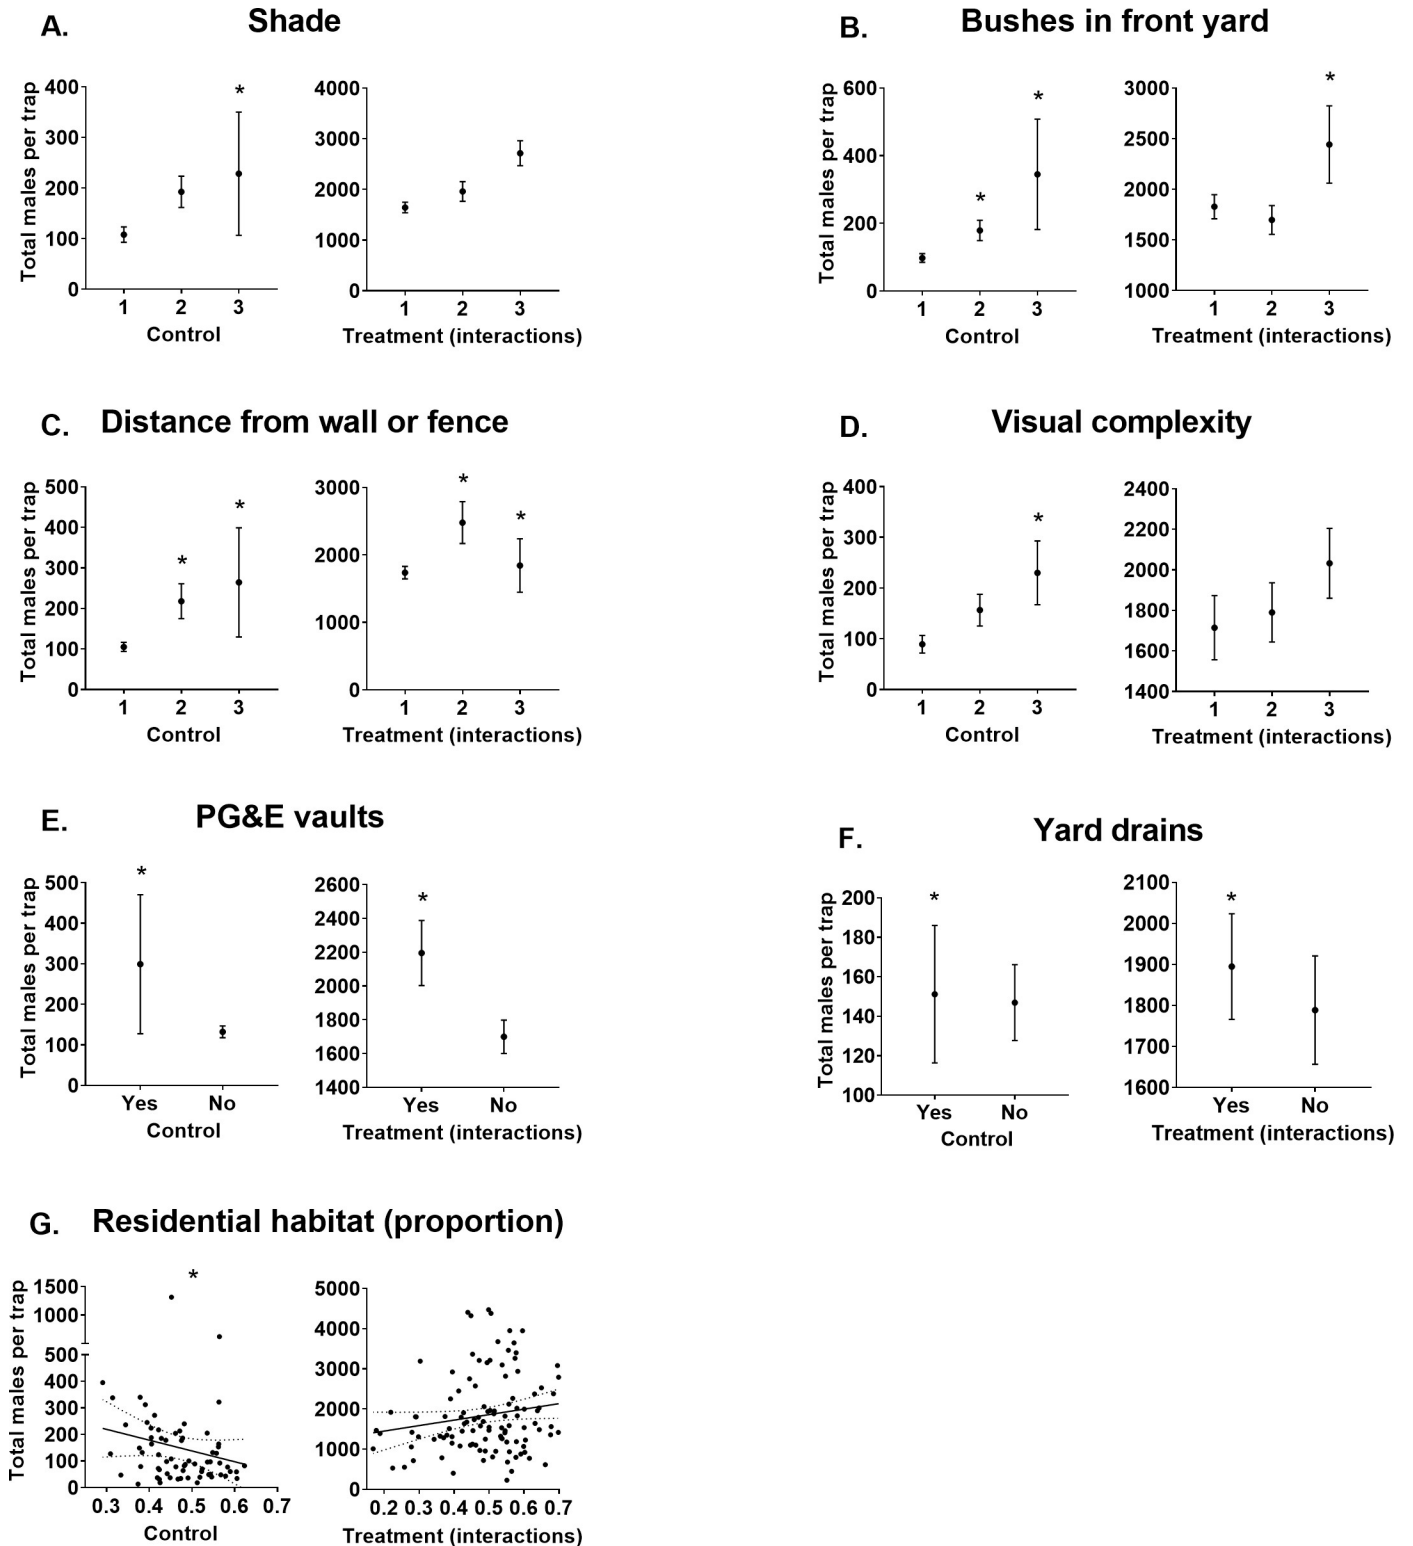 A. Shade
Total males per trap
400
300
200
100
0
*
1 2 3
Control
4000
3000
2000
1000
0
1 2 3
Treatment (interactions)
B. Bushes in front yard
Total males per trap
600
400
200
0
* *
1 2 3
Control
3000
2500
2000
1500
1000
*
1 2 3
Treatment (interactions)
C. Distance from wall or fence
Total males per trap
500
400
300
200
100
0
* *
1 2 3
Control
3000
2000
1000
0
* *
1 2 3
Treatment (interactions)
D. Visual complexity
Total males per trap
400
300
200
100
0
*
1 2 3
Control
2400
2200
2000
1800
1600
1400
1 2 3
Treatment (interactions)
E. PG&E vaults
Total males per trap
500
400
300
200
100
0
*
Yes No
Control
2600
2400
2200
2000
1800
1600
1400
*
Yes No
Treatment (interactions)
F. Yard drains
Total males per trap
200
180
160
140
120
100
*
Yes No
Control
2100
2000
1900
1800
1700
1600
*
Yes No
Treatment (interactions)
G. Residential habitat (proportion)
Total males per trap
1500
1000
500
400
300
200
100
0
*
0.3 0.4 0.5 0.6 0.7
Control
5000
4000
3000
2000
1000
0
0.2 0.3 0.4 0.5 0.6 0.7
Treatment (interactions)